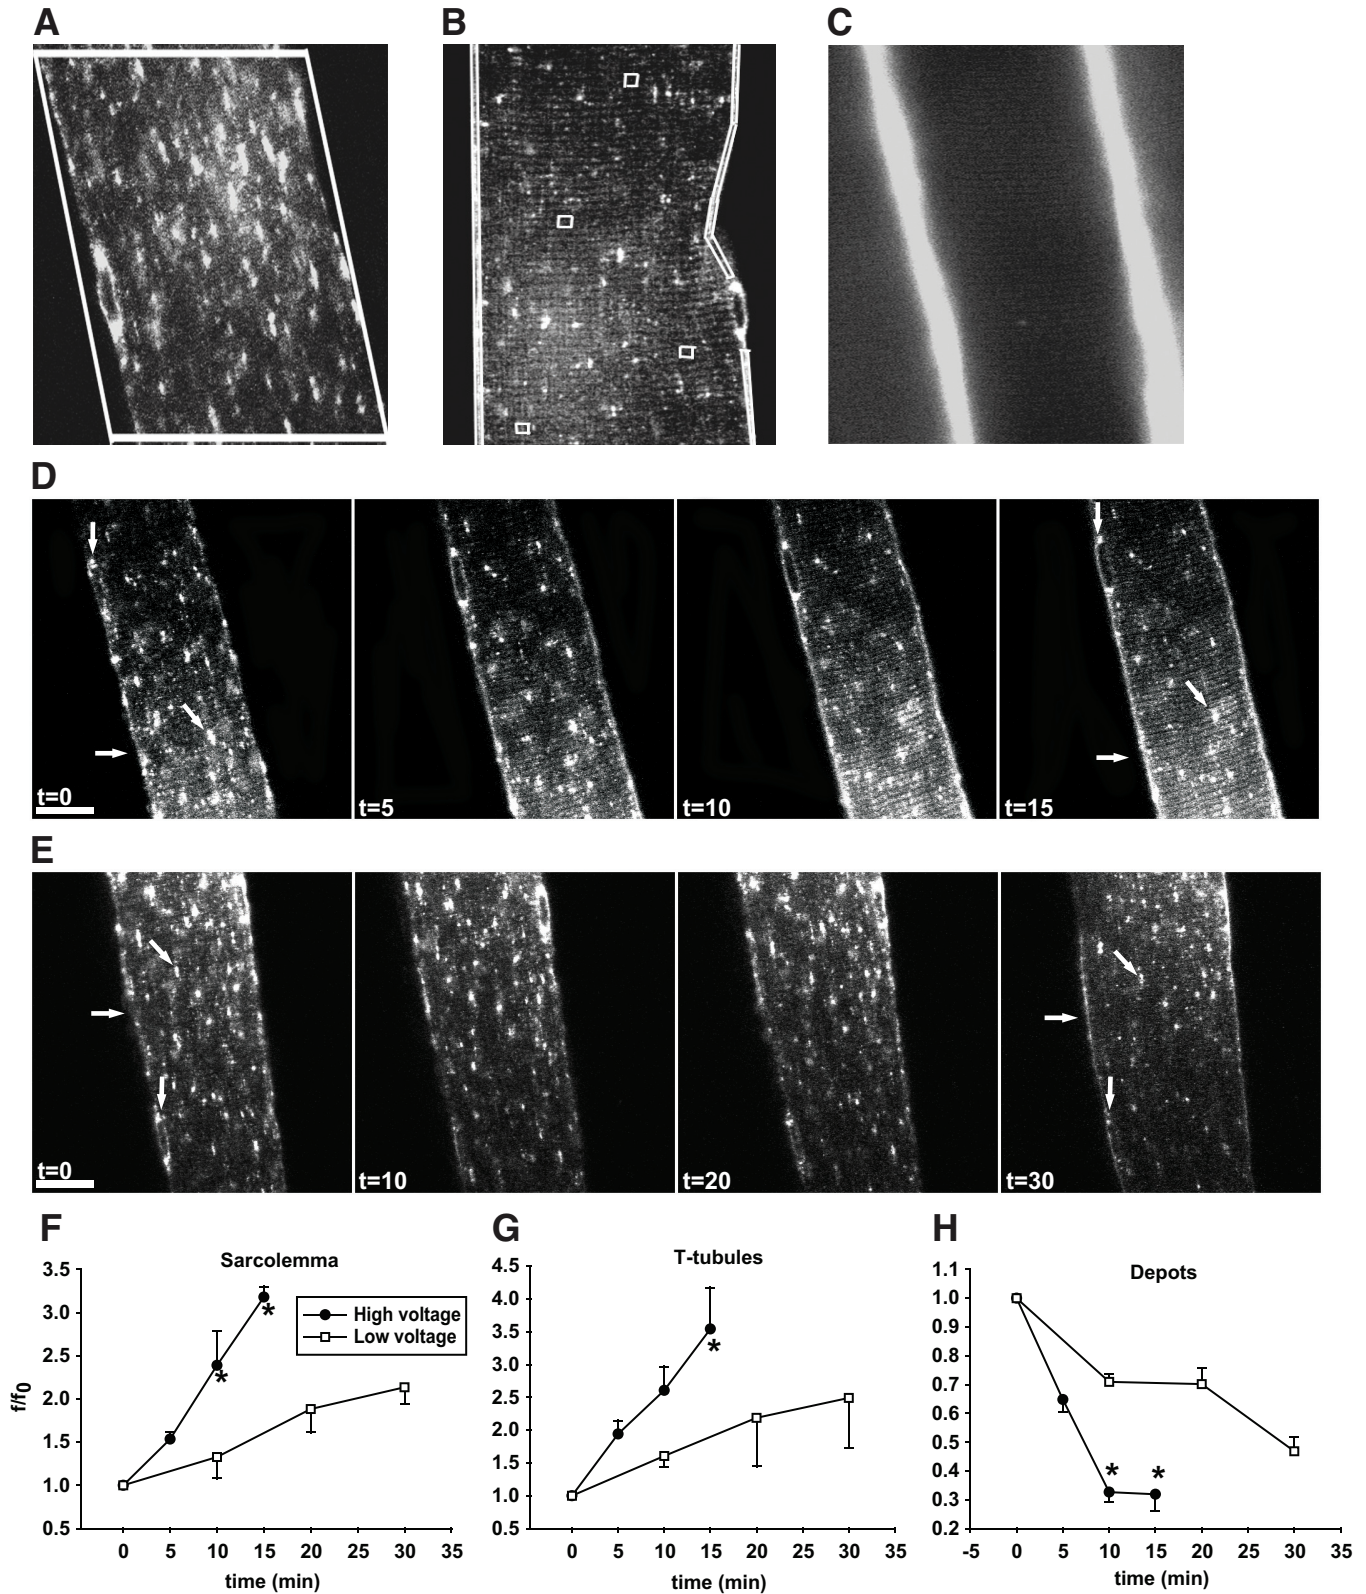 A
B
C
D
t=0
t=5
t=10
t=15
E
t=0
t=10
t=20
t=30
F
Sarcolemma
f/f0
3.5
3.0
2.5
2.0
1.5
1.0
0.5
*
*
High voltage
Low voltage
0 5 10 15 20 25 30 35
time (min)
G
T-tubules
4.5
4.0
3.5
3.0
2.5
2.0
1.5
1.0
0.5
*
0 5 10 15 20 25 30 35
time (min)
H
Depots
1.1
1.0
0.9
0.8
0.7
0.6
0.5
0.4
0.3
0.2
* *
-5 0 5 10 15 20 25 30 35
time (min)